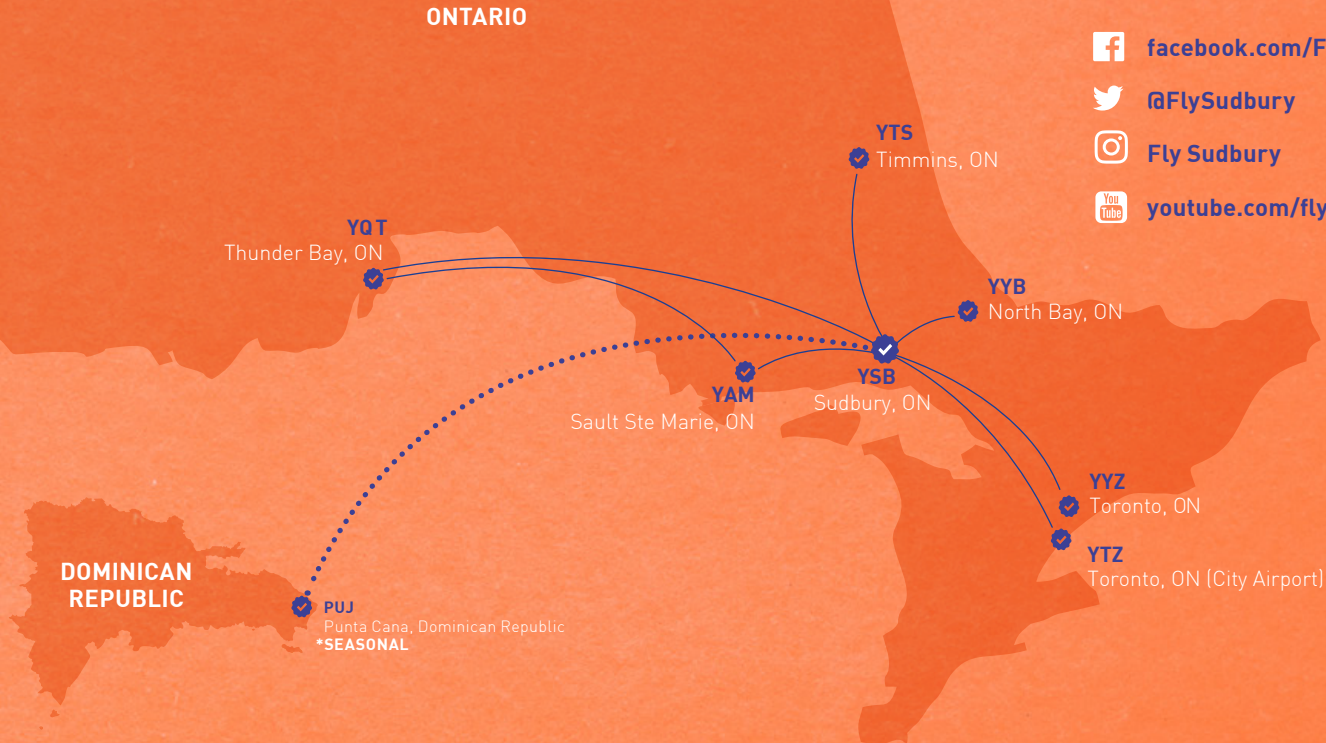 ONTARIO
facebook.com/F
@FlySudbury
Fly Sudbury
You
Tube
youtube.com/fly
YTS
Timmins, ON
YQT
Thunder Bay, ON
YYB
North Bay, ON
YSB
Sudbury, ON
YAM
Sault Ste Marie, ON
YYZ
Toronto, ON
YTZ
Toronto, ON (City Airport)
DOMINICAN
REPUBLIC
PUJ
Punta Cana, Dominican Republic
*SEASONAL